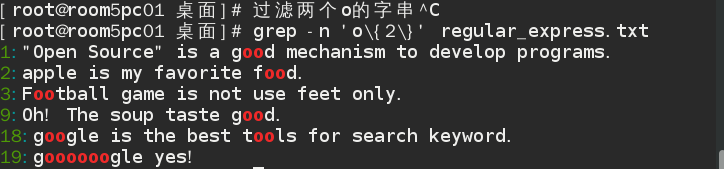 [root@room5pc01 桌面]# 过滤两个o的字串^C
[root@room5pc01 桌面]# grep -n 'o\{2\}' regular_express.txt
1:"Open Source" is a good mechanism to develop programs.
2:apple is my favorite food.
3:Football game is not use feet only.
9:Oh!  The soup taste good.
18:google is the best tools for search keyword.
19:goooooogle yes!